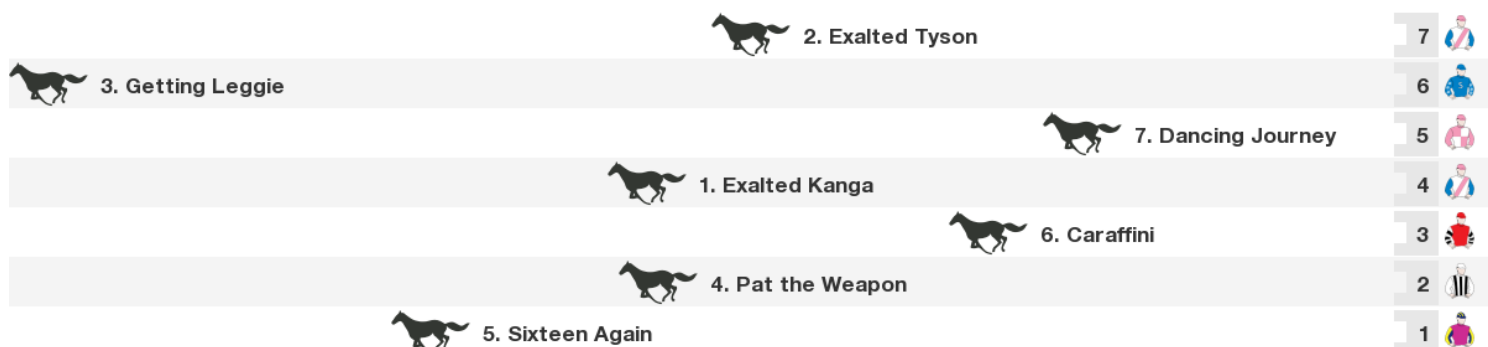 2. Exalted Tyson 7
3. Getting Leggie 6
7. Dancing Journey 5
1. Exalted Kanga 4
6. Caraffini 3
4. Pat the Weapon 2
5. Sixteen Again 1